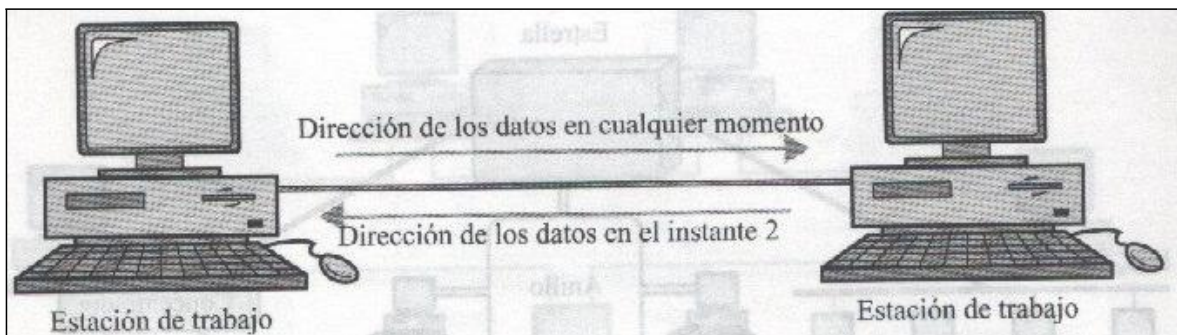 Estrella
Dirección de los datos en cualquier momento
Dirección de los datos en el instante 2
Anillo
Estación de trabajo
Estación de trabajo